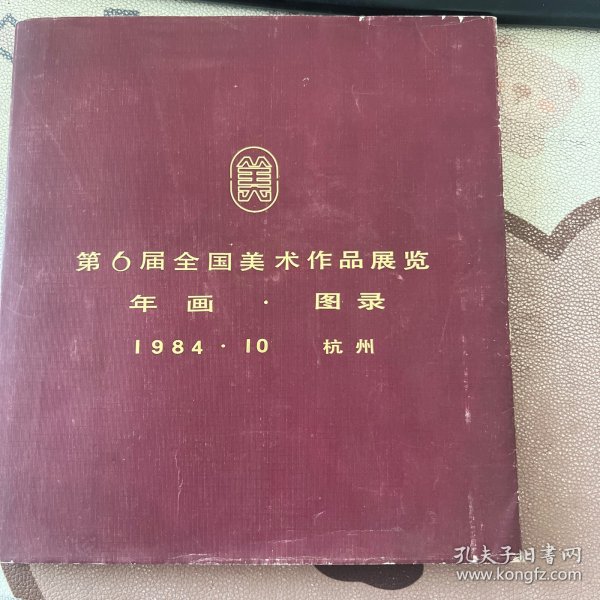 美
第6届全国美术作品展览
年画·图录
1984·10 杭州
孔夫子旧书网
www.kongfz.com